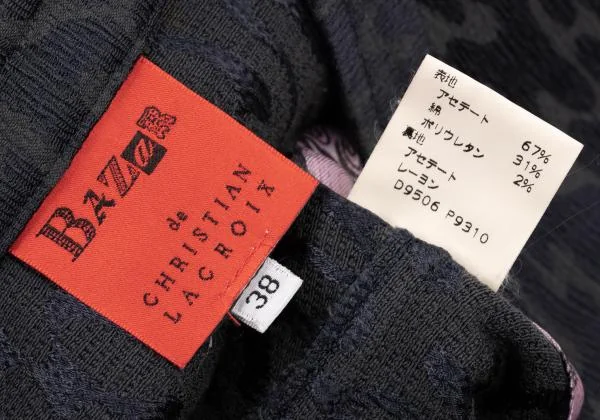 BAZaR
de
CHRISTIAN
LACROIX
38
表地
アセテート 67%
綿 31%
ポリウレタン 2%
裏地
アセテート
レーヨン
D9506 P9310